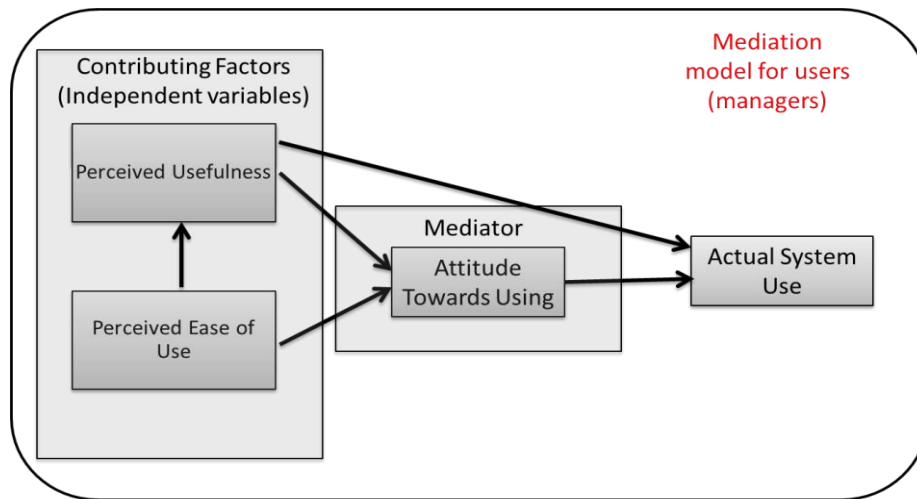 Mediation
model for users
(managers)
Contributing Factors
(Independent variables)
Perceived Usefulness
Perceived Ease of
Use
Mediator
Attitude
Towards Using
Actual System
Use